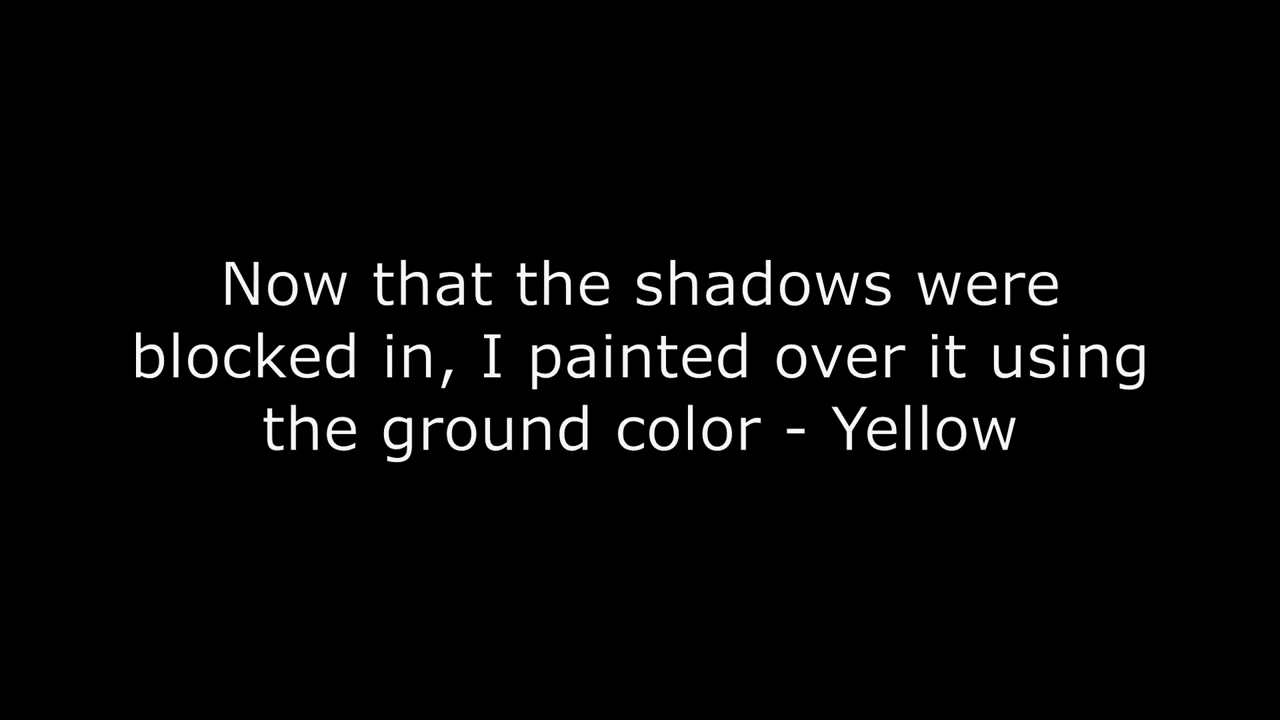 Now that the shadows were
blocked in, I painted over it using
the ground color - Yellow